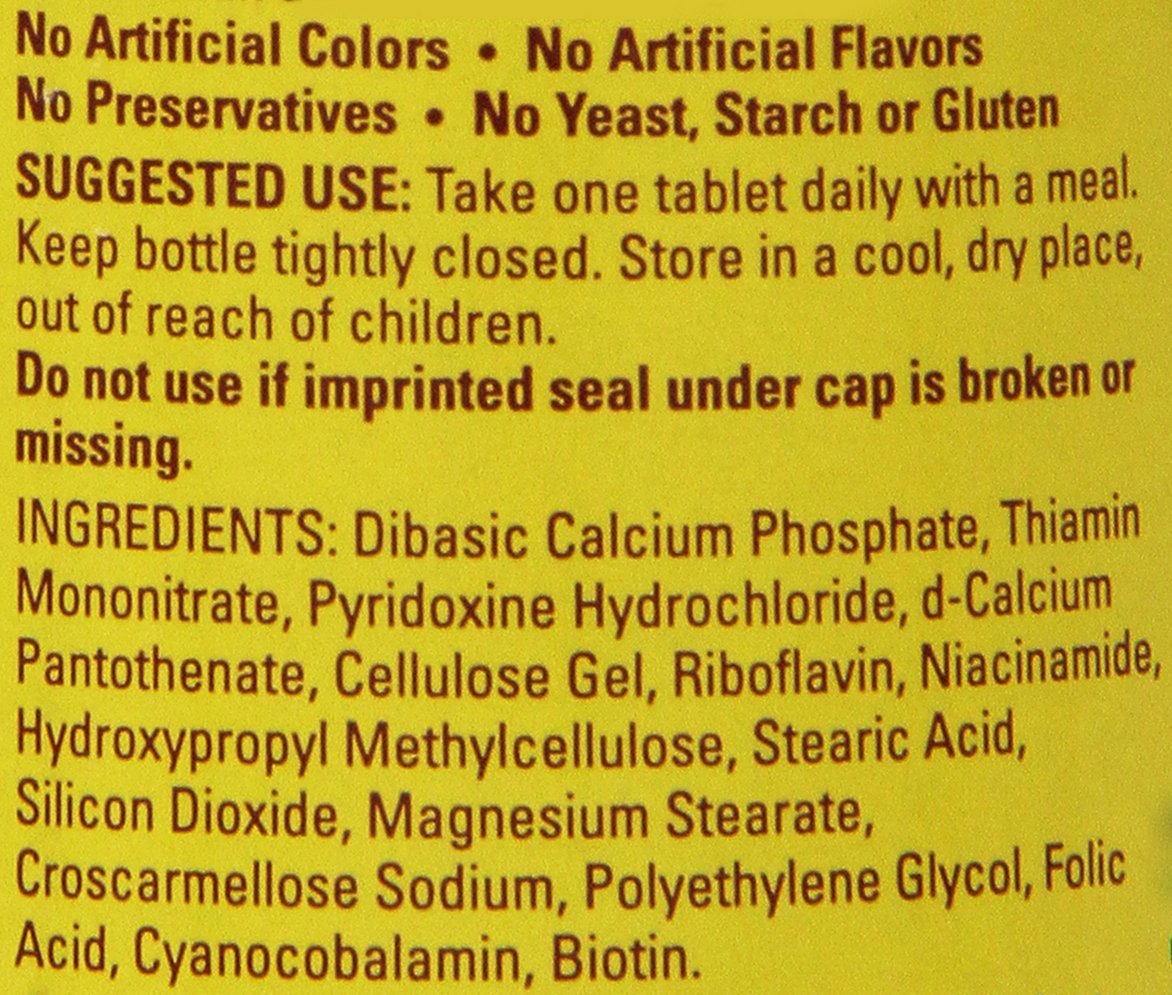 No Artificial Colors • No Artificial Flavors
No Preservatives • No Yeast, Starch or Gluten
SUGGESTED USE: Take one tablet daily with a meal.
Keep bottle tightly closed. Store in a cool, dry place,
out of reach of children.
Do not use if imprinted seal under cap is broken or
missing.
INGREDIENTS: Dibasic Calcium Phosphate, Thiamin
Mononitrate, Pyridoxine Hydrochloride, d-Calcium
Pantothenate, Cellulose Gel, Riboflavin, Niacinamide,
Hydroxypropyl Methylcellulose, Stearic Acid,
Silicon Dioxide, Magnesium Stearate,
Croscarmellose Sodium, Polyethylene Glycol, Folic
Acid, Cyanocobalamin, Biotin.